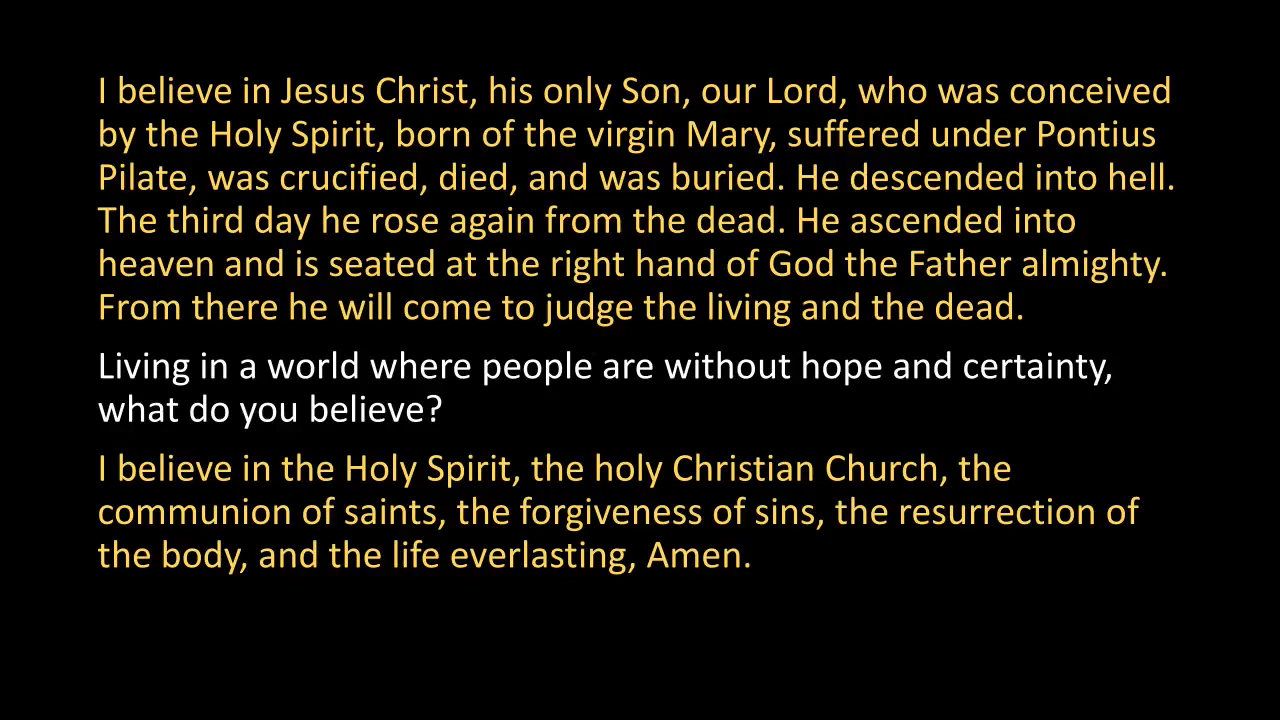 I believe in Jesus Christ, his only Son, our Lord, who was conceived
by the Holy Spirit, born of the virgin Mary, suffered under Pontius
Pilate, was crucified, died, and was buried. He descended into hell.
The third day he rose again from the dead. He ascended into
heaven and is seated at the right hand of God the Father almighty.
From there he will come to judge the living and the dead.
Living in a world where people are without hope and certainty,
what do you believe?
I believe in the Holy Spirit, the holy Christian Church, the
communion of saints, the forgiveness of sins, the resurrection of
the body, and the life everlasting, Amen.